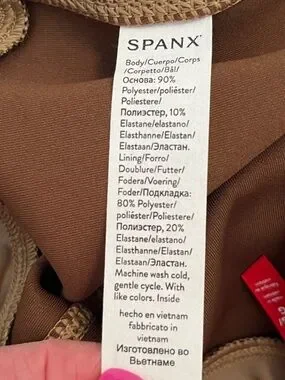 SPANX
Body/Cuerpo/Corps
/Corpetto/Bāl/
Основа: 90%
Polyester/poliéster/
Poliestere/
Полиэстер, 10%
Elastane/elastano/
Elasthanne/Elastan/
Elastaan/Эластан.
Lining/Forro/
Doublure/Futter/
Fodera/Voering/
Foder/Подкладка:
80% Polyester/
poliéster/Poliestere/
Полиэстер, 20%
Elastane/elastano/
Elasthanne/Elastan/
Elastaan/Эластан.
Machine wash cold,
gentle cycle. With
like colors. Inside
hecho en vietnam
fabbricato in
vietnam
Изготовлено во
Вьетнаме